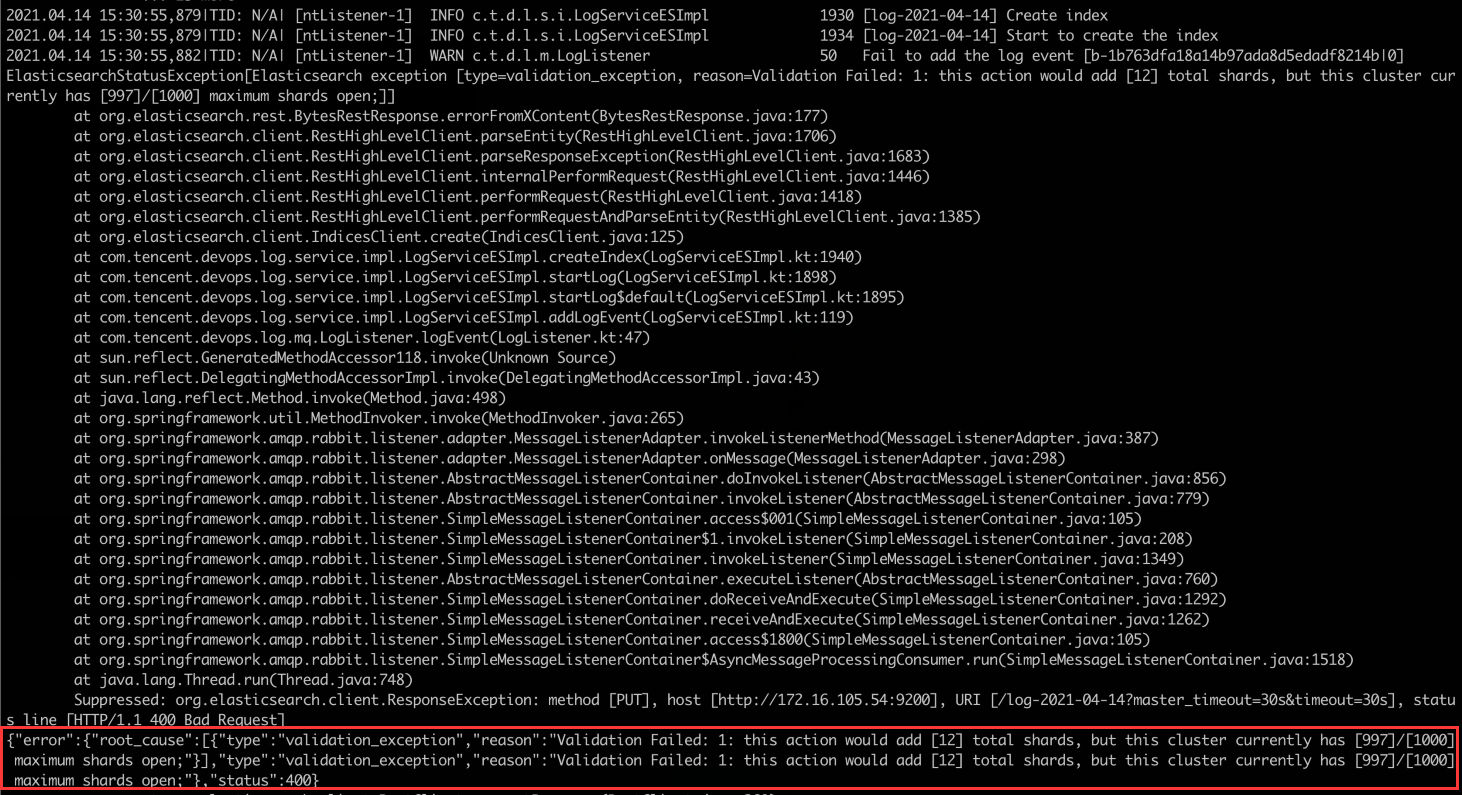 2021.04.14 15:30:55,879|TID: N/A| [ntListener-1]  INFO c.t.d.l.s.i.LogServiceESImpl             1930 [log-2021-04-14] Create index
2021.04.14 15:30:55,879|TID: N/A| [ntListener-1]  INFO c.t.d.l.s.i.LogServiceESImpl             1934 [log-2021-04-14] Start to create the index
2021.04.14 15:30:55,882|TID: N/A| [ntListener-1]  WARN c.t.d.l.m.LogListener                    50   Fail to add the log event [b-1b763dfa18a14b97ada8d5edadf8214b|0]
ElasticsearchStatusException[Elasticsearch exception [type=validation_exception, reason=Validation Failed: 1: this action would add [12] total shards, but this cluster cur
rently has [997]/[1000] maximum shards open;]]
        at org.elasticsearch.rest.BytesRestResponse.errorFromXContent(BytesRestResponse.java:177)
        at org.elasticsearch.client.RestHighLevelClient.parseEntity(RestHighLevelClient.java:1706)
        at org.elasticsearch.client.RestHighLevelClient.parseResponseException(RestHighLevelClient.java:1683)
        at org.elasticsearch.client.RestHighLevelClient.internalPerformRequest(RestHighLevelClient.java:1446)
        at org.elasticsearch.client.RestHighLevelClient.performRequest(RestHighLevelClient.java:1418)
        at org.elasticsearch.client.RestHighLevelClient.performRequestAndParseEntity(RestHighLevelClient.java:1385)
        at org.elasticsearch.client.IndicesClient.create(IndicesClient.java:125)
        at com.tencent.devops.log.service.impl.LogServiceESImpl.createIndex(LogServiceESImpl.kt:1940)
        at com.tencent.devops.log.service.impl.LogServiceESImpl.startLog(LogServiceESImpl.kt:1898)
        at com.tencent.devops.log.service.impl.LogServiceESImpl.startLog$default(LogServiceESImpl.kt:1895)
        at com.tencent.devops.log.service.impl.LogServiceESImpl.addLogEvent(LogServiceESImpl.kt:119)
        at com.tencent.devops.log.mq.LogListener.logEvent(LogListener.kt:47)
        at sun.reflect.GeneratedMethodAccessor118.invoke(Unknown Source)
        at sun.reflect.DelegatingMethodAccessorImpl.invoke(DelegatingMethodAccessorImpl.java:43)
        at java.lang.reflect.Method.invoke(Method.java:498)
        at org.springframework.util.MethodInvoker.invoke(MethodInvoker.java:265)
        at org.springframework.amqp.rabbit.listener.adapter.MessageListenerAdapter.invokeListenerMethod(MessageListenerAdapter.java:387)
        at org.springframework.amqp.rabbit.listener.adapter.MessageListenerAdapter.onMessage(MessageListenerAdapter.java:298)
        at org.springframework.amqp.rabbit.listener.AbstractMessageListenerContainer.doInvokeListener(AbstractMessageListenerContainer.java:856)
        at org.springframework.amqp.rabbit.listener.AbstractMessageListenerContainer.invokeListener(AbstractMessageListenerContainer.java:779)
        at org.springframework.amqp.rabbit.listener.SimpleMessageListenerContainer.access$001(SimpleMessageListenerContainer.java:105)
        at org.springframework.amqp.rabbit.listener.SimpleMessageListenerContainer$1.invokeListener(SimpleMessageListenerContainer.java:208)
        at org.springframework.amqp.rabbit.listener.SimpleMessageListenerContainer.invokeListener(SimpleMessageListenerContainer.java:1349)
        at org.springframework.amqp.rabbit.listener.AbstractMessageListenerContainer.executeListener(AbstractMessageListenerContainer.java:760)
        at org.springframework.amqp.rabbit.listener.SimpleMessageListenerContainer.doReceiveAndExecute(SimpleMessageListenerContainer.java:1292)
        at org.springframework.amqp.rabbit.listener.SimpleMessageListenerContainer.receiveAndExecute(SimpleMessageListenerContainer.java:1262)
        at org.springframework.amqp.rabbit.listener.SimpleMessageListenerContainer.access$1800(SimpleMessageListenerContainer.java:105)
        at org.springframework.amqp.rabbit.listener.SimpleMessageListenerContainer$AsyncMessageProcessingConsumer.run(SimpleMessageListenerContainer.java:1518)
        at java.lang.Thread.run(Thread.java:748)
        Suppressed: org.elasticsearch.client.ResponseException: method [PUT], host [http://172.16.105.54:9200], URI [/log-2021-04-14?master_timeout=30s&timeout=30s], statu
s line [HTTP/1.1 400 Bad Request]
{"error":{"root_cause":[{"type":"validation_exception","reason":"Validation Failed: 1: this action would add [12] total shards, but this cluster currently has [997]/[1000]
 maximum shards open;"}],"type":"validation_exception","reason":"Validation Failed: 1: this action would add [12] total shards, but this cluster currently has [997]/[1000]
 maximum shards open;"},"status":400}